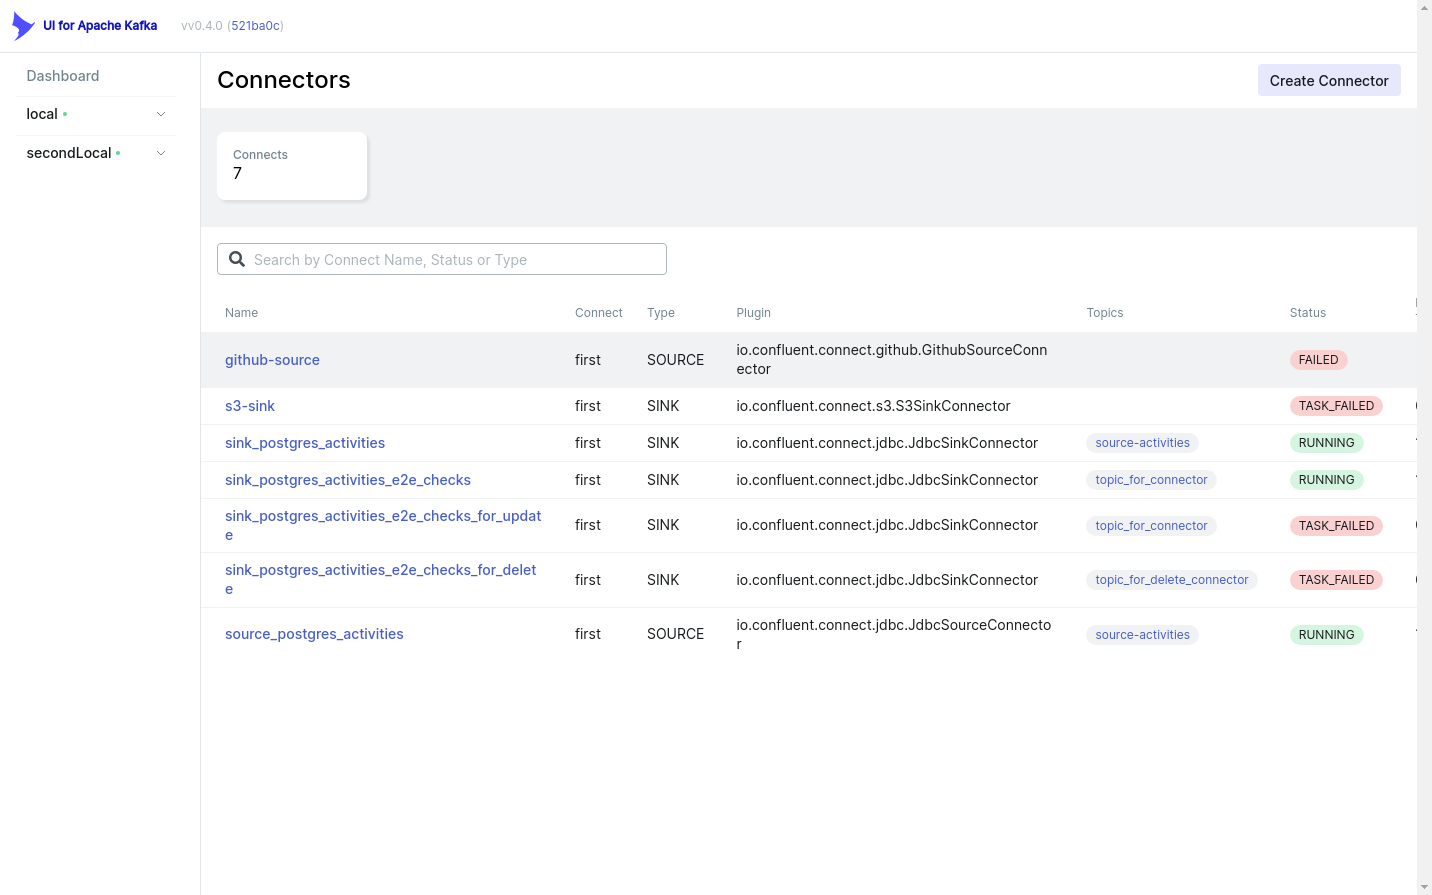 UI for Apache Kafka vv0.4.0 (521ba0c)
Dashboard
local
secondLocal
Connectors
Create Connector
Connects
7
Search by Connect Name, Status or Type
Name Connect Type Plugin Topics Status
github-source first SOURCE io.confluent.connect.github.GithubSourceConn
ector FAILED
s3-sink first SINK io.confluent.connect.s3.S3SinkConnector TASK_FAILED
sink_postgres_activities first SINK io.confluent.connect.jdbc.JdbcSinkConnector source-activities RUNNING
sink_postgres_activities_e2e_checks first SINK io.confluent.connect.jdbc.JdbcSinkConnector topic_for_connector RUNNING
sink_postgres_activities_e2e_checks_for_updat
e first SINK io.confluent.connect.jdbc.JdbcSinkConnector topic_for_connector TASK_FAILED
sink_postgres_activities_e2e_checks_for_delet
e first SINK io.confluent.connect.jdbc.JdbcSinkConnector topic_for_delete_connector TASK_FAILED
source_postgres_activities first SOURCE io.confluent.connect.jdbc.JdbcSourceConnecto
r source-activities RUNNING